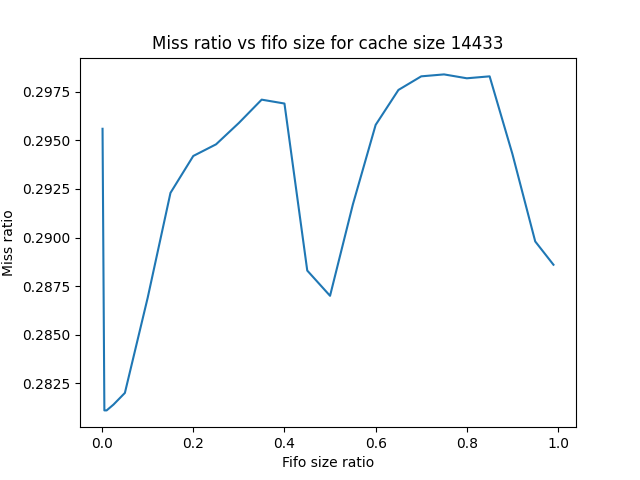 Miss ratio vs fifo size for cache size 14433
0.2975
0.2950
0.2925
0.2900
0.2875
0.2850
0.2825
Miss ratio
0.0 0.2 0.4 0.6 0.8 1.0
Fifo size ratio